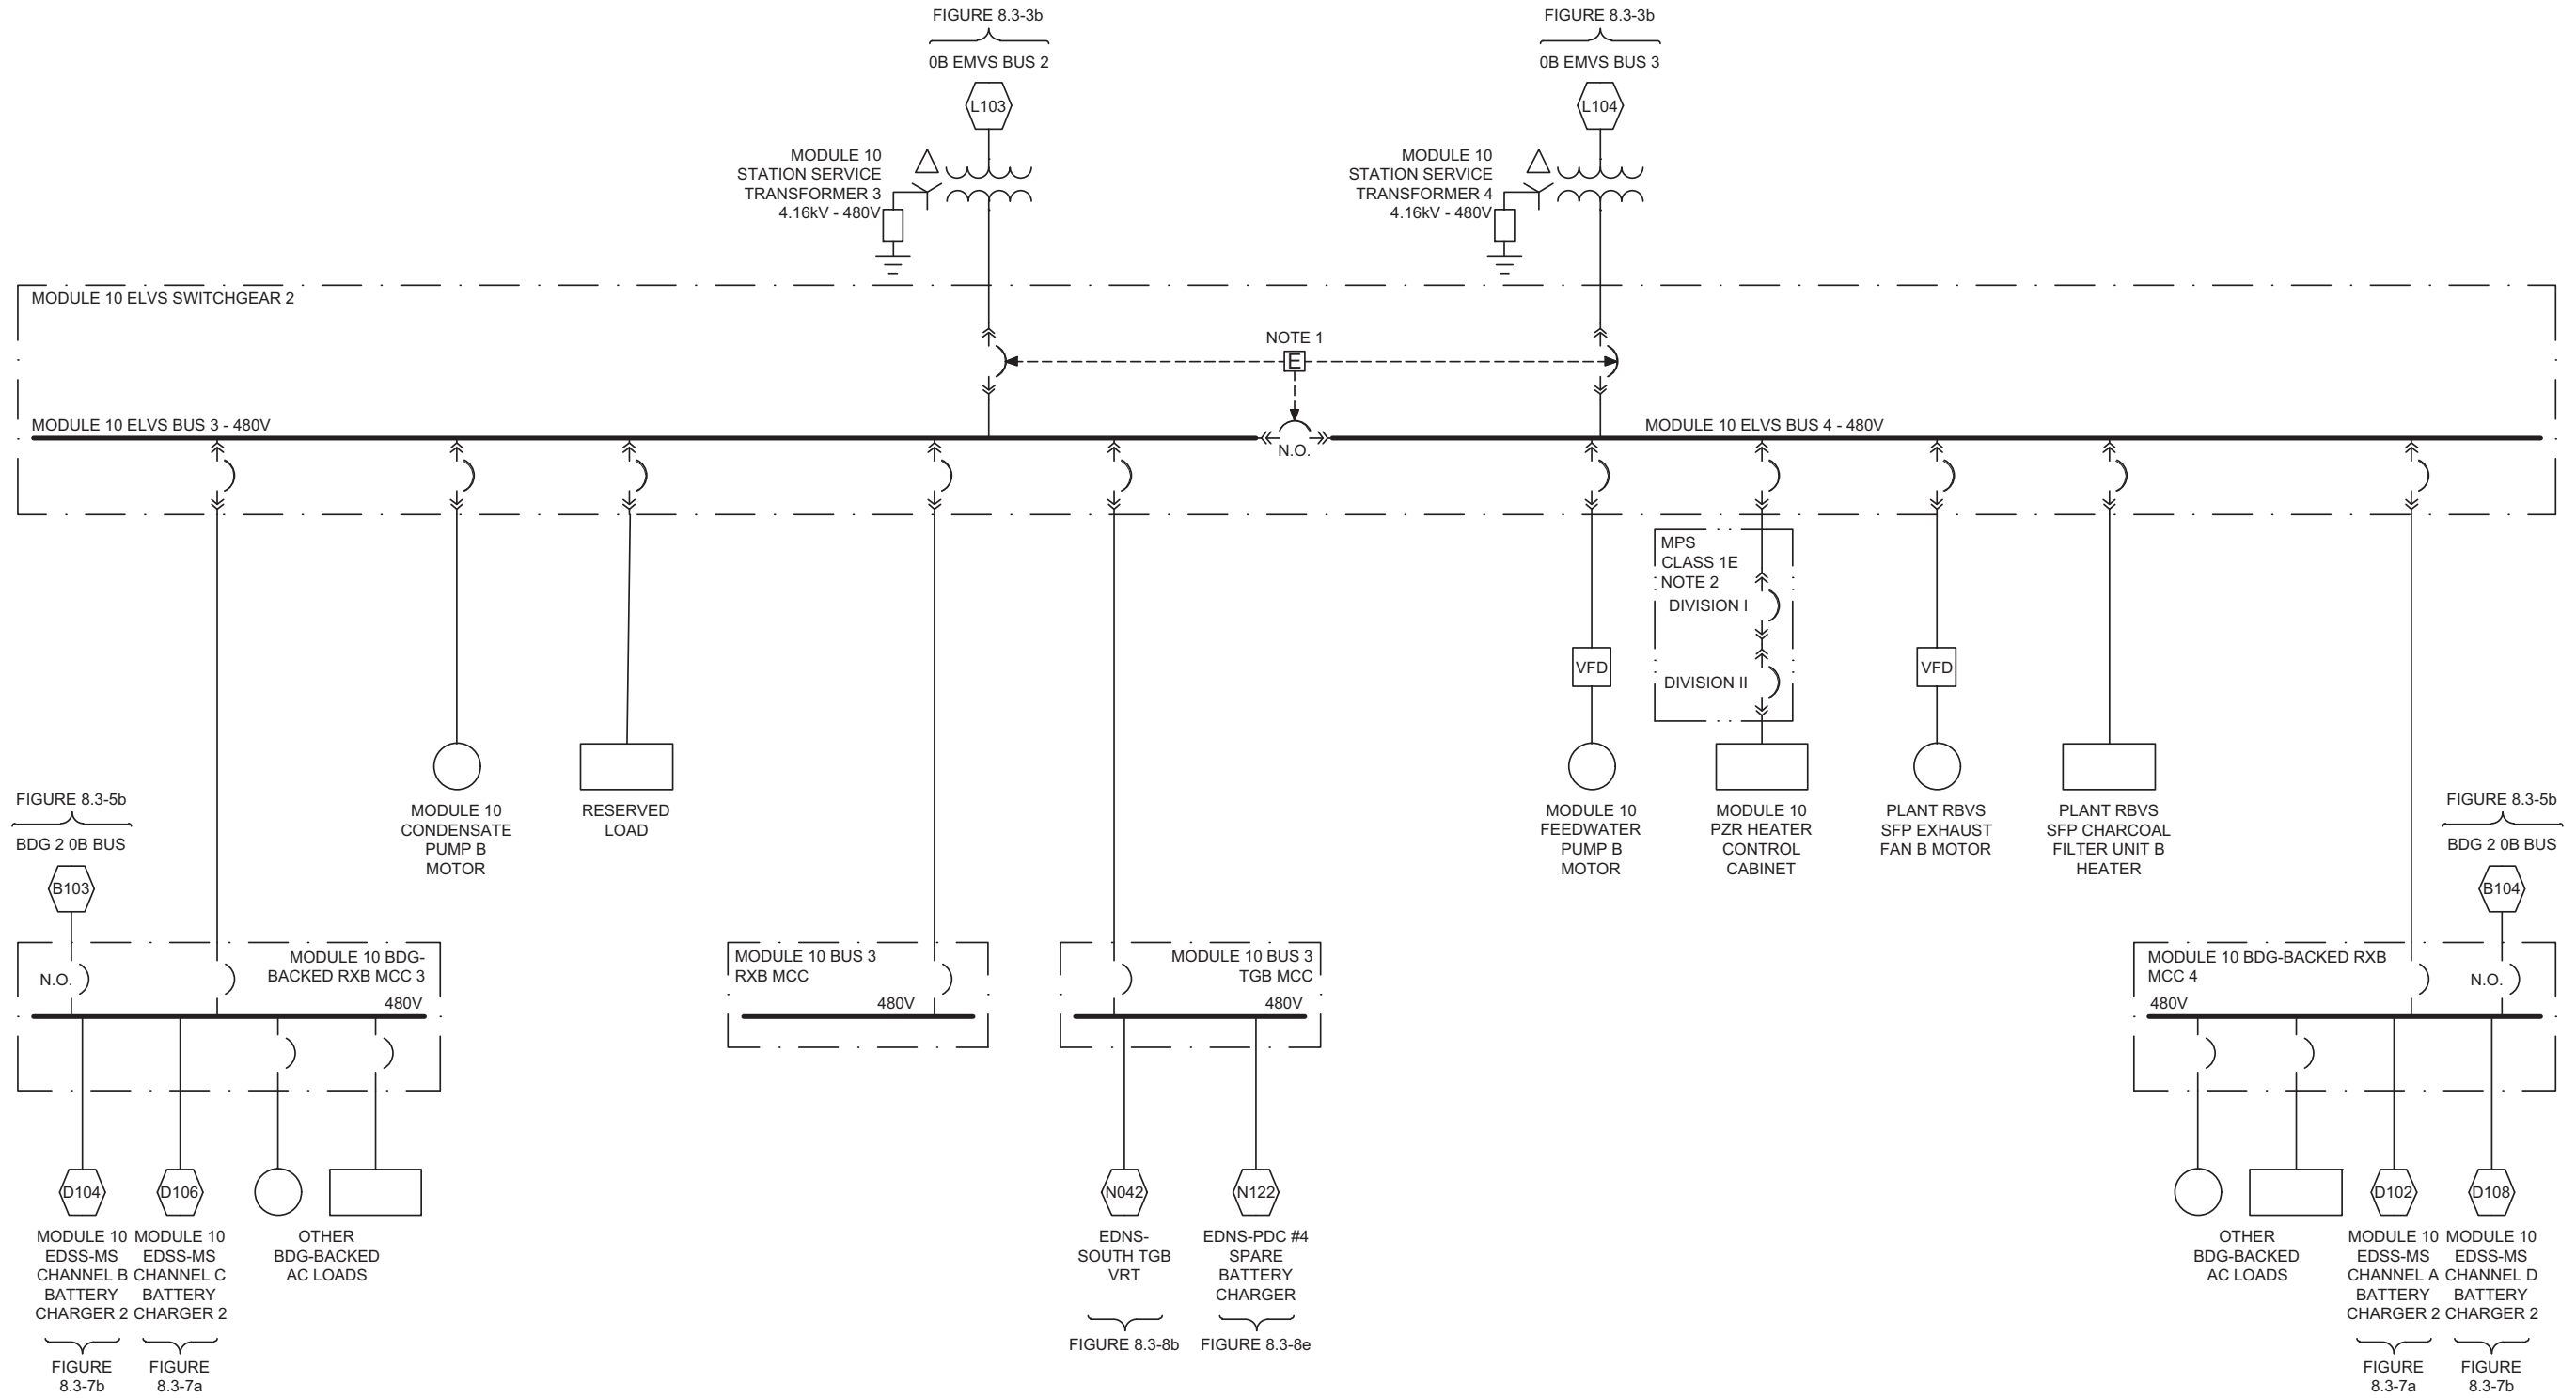 FIGURE 8.3-3b
0B EMVS BUS 2
L103
MODULE 10
STATION SERVICE
TRANSFORMER 3
4.16kV - 480V
FIGURE 8.3-3b
0B EMVS BUS 3
L104
MODULE 10
STATION SERVICE
TRANSFORMER 4
4.16kV - 480V
MODULE 10 ELVS SWITCHGEAR 2
NOTE 1
E
MODULE 10 ELVS BUS 3 - 480V
N.O.
MODULE 10 ELVS BUS 4 - 480V
MPS
CLASS 1E
NOTE 2
DIVISION I
DIVISION II
VFD
VFD
MODULE 10
CONDENSATE
PUMP B
MOTOR
RESERVED
LOAD
MODULE 10
FEEDWATER
PUMP B
MOTOR
MODULE 10
PZR HEATER
CONTROL
CABINET
PLANT RBVS
SFP EXHAUST
FAN B MOTOR
PLANT RBVS
SFP CHARCOAL
FILTER UNIT B
HEATER
FIGURE 8.3-5b
BDG 2 0B BUS
B103
FIGURE 8.3-5b
BDG 2 0B BUS
B104
N.O.
MODULE 10 BDG-
BACKED RXB MCC 3
480V
MODULE 10 BUS 3
RXB MCC
480V
MODULE 10 BUS 3
TGB MCC
480V
MODULE 10 BDG-BACKED RXB
MCC 4
480V
N.O.
D104
MODULE 10
EDSS-MS
CHANNEL B
BATTERY
CHARGER 2
FIGURE
8.3-7b
D106
MODULE 10
EDSS-MS
CHANNEL C
BATTERY
CHARGER 2
FIGURE
8.3-7a
OTHER
BDG-BACKED
AC LOADS
N042
EDNS-
SOUTH TGB
VRT
FIGURE 8.3-8b
N122
EDNS-PDC #4
SPARE
BATTERY
CHARGER
FIGURE 8.3-8e
OTHER
BDG-BACKED
AC LOADS
D102
MODULE 10
EDSS-MS
CHANNEL A
BATTERY
CHARGER 2
FIGURE
8.3-7a
D108
MODULE 10
EDSS-MS
CHANNEL D
BATTERY
CHARGER 2
FIGURE
8.3-7b